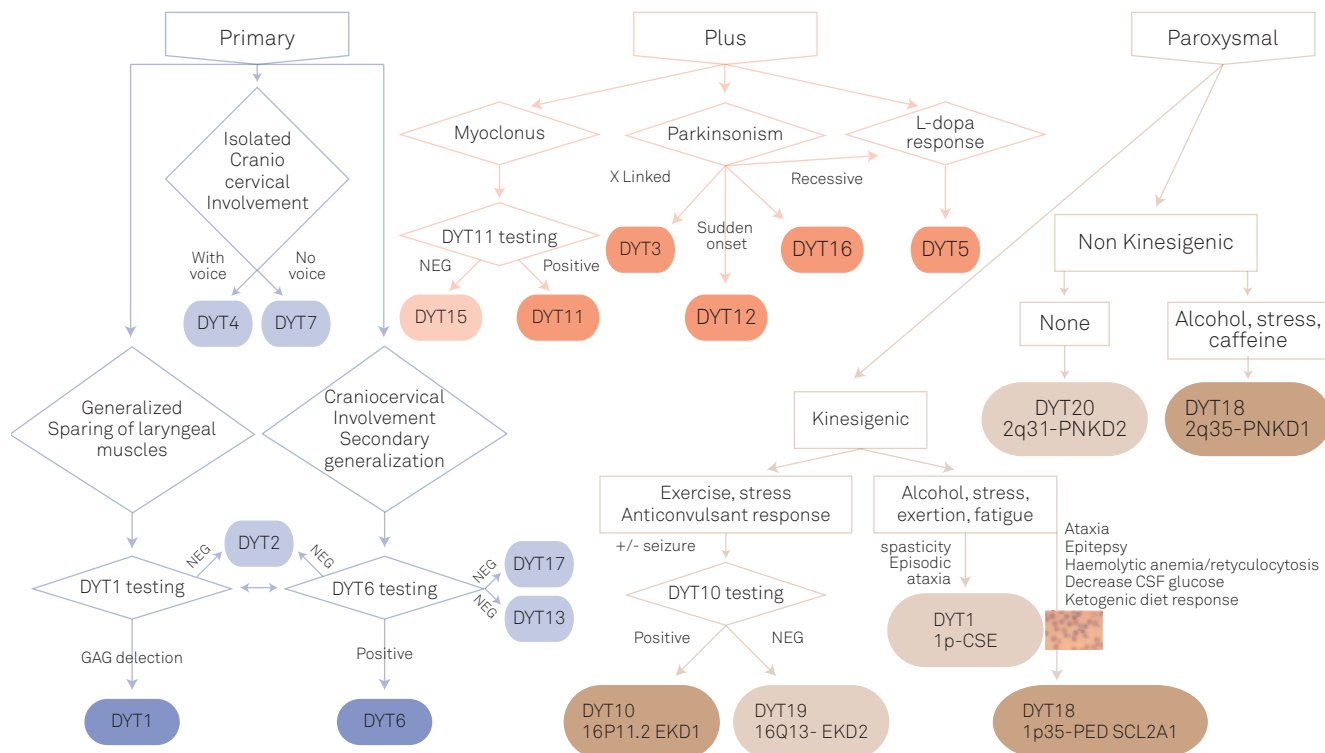 Primary
Plus
Paroxysmal
Isolated
Cranio
cervical
Involvement
With
voice
No
voice
DYT4
DYT7
Generalized
Sparing of laryngeal
muscles
Craniocervical
Involvement
Secondary
generalization
DYT2
NEG
NEG
DYT1 testing
DYT6 testing
NEG
NEG
DYT17
DYT13
GAG delection
Positive
DYT1
DYT6
Myoclonus
Parkinsonism
L-dopa
response
X Linked
Recessive
Sudden
onset
DYT11 testing
NEG
Positive
DYT15
DYT11
DYT3
DYT12
DYT16
DYT5
Non Kinesigenic
None
Alcohol, stress,
caffeine
DYT20
2q31-PNKD2
DYT18
2q35-PNKD1
Kinesigenic
Exercise, stress
Anticonvulsant response
Alcohol, stress,
exertion, fatigue
+/- seizure
spasticity
Episodic
ataxia
Ataxia
Epitepsy
Haemolytic anemia/retyculocytosis
Decrease CSF glucose
Ketogenic diet response
DYT10 testing
Positive
NEG
DYT1
1p-CSE
DYT10
16P11.2 EKD1
DYT19
16Q13- EKD2
DYT18
1p35-PED SCL2A1